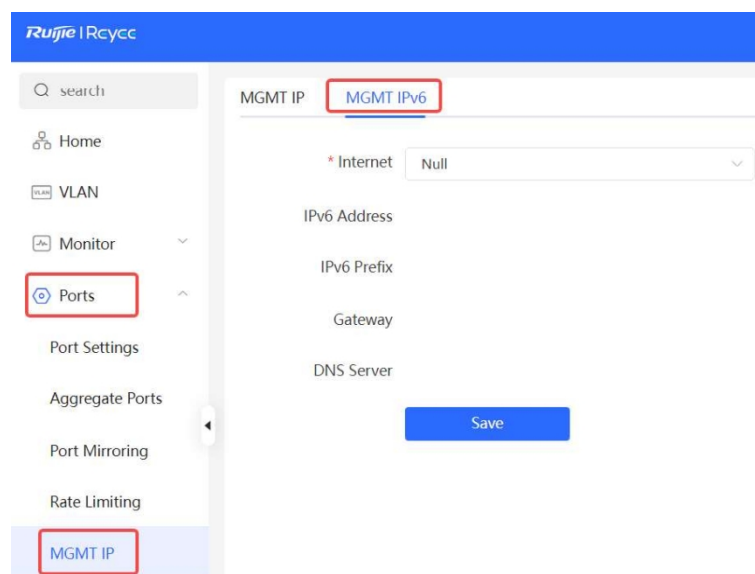 Ruijie | Rcycc
search
MGMT IP MGMT IPv6
Home
* Internet Null
VLAN
VLAN
IPv6 Address
Monitor
IPv6 Prefix
Ports
Gateway
Port Settings
DNS Server
Aggregate Ports
Save
Port Mirroring
Rate Limiting
MGMT IP